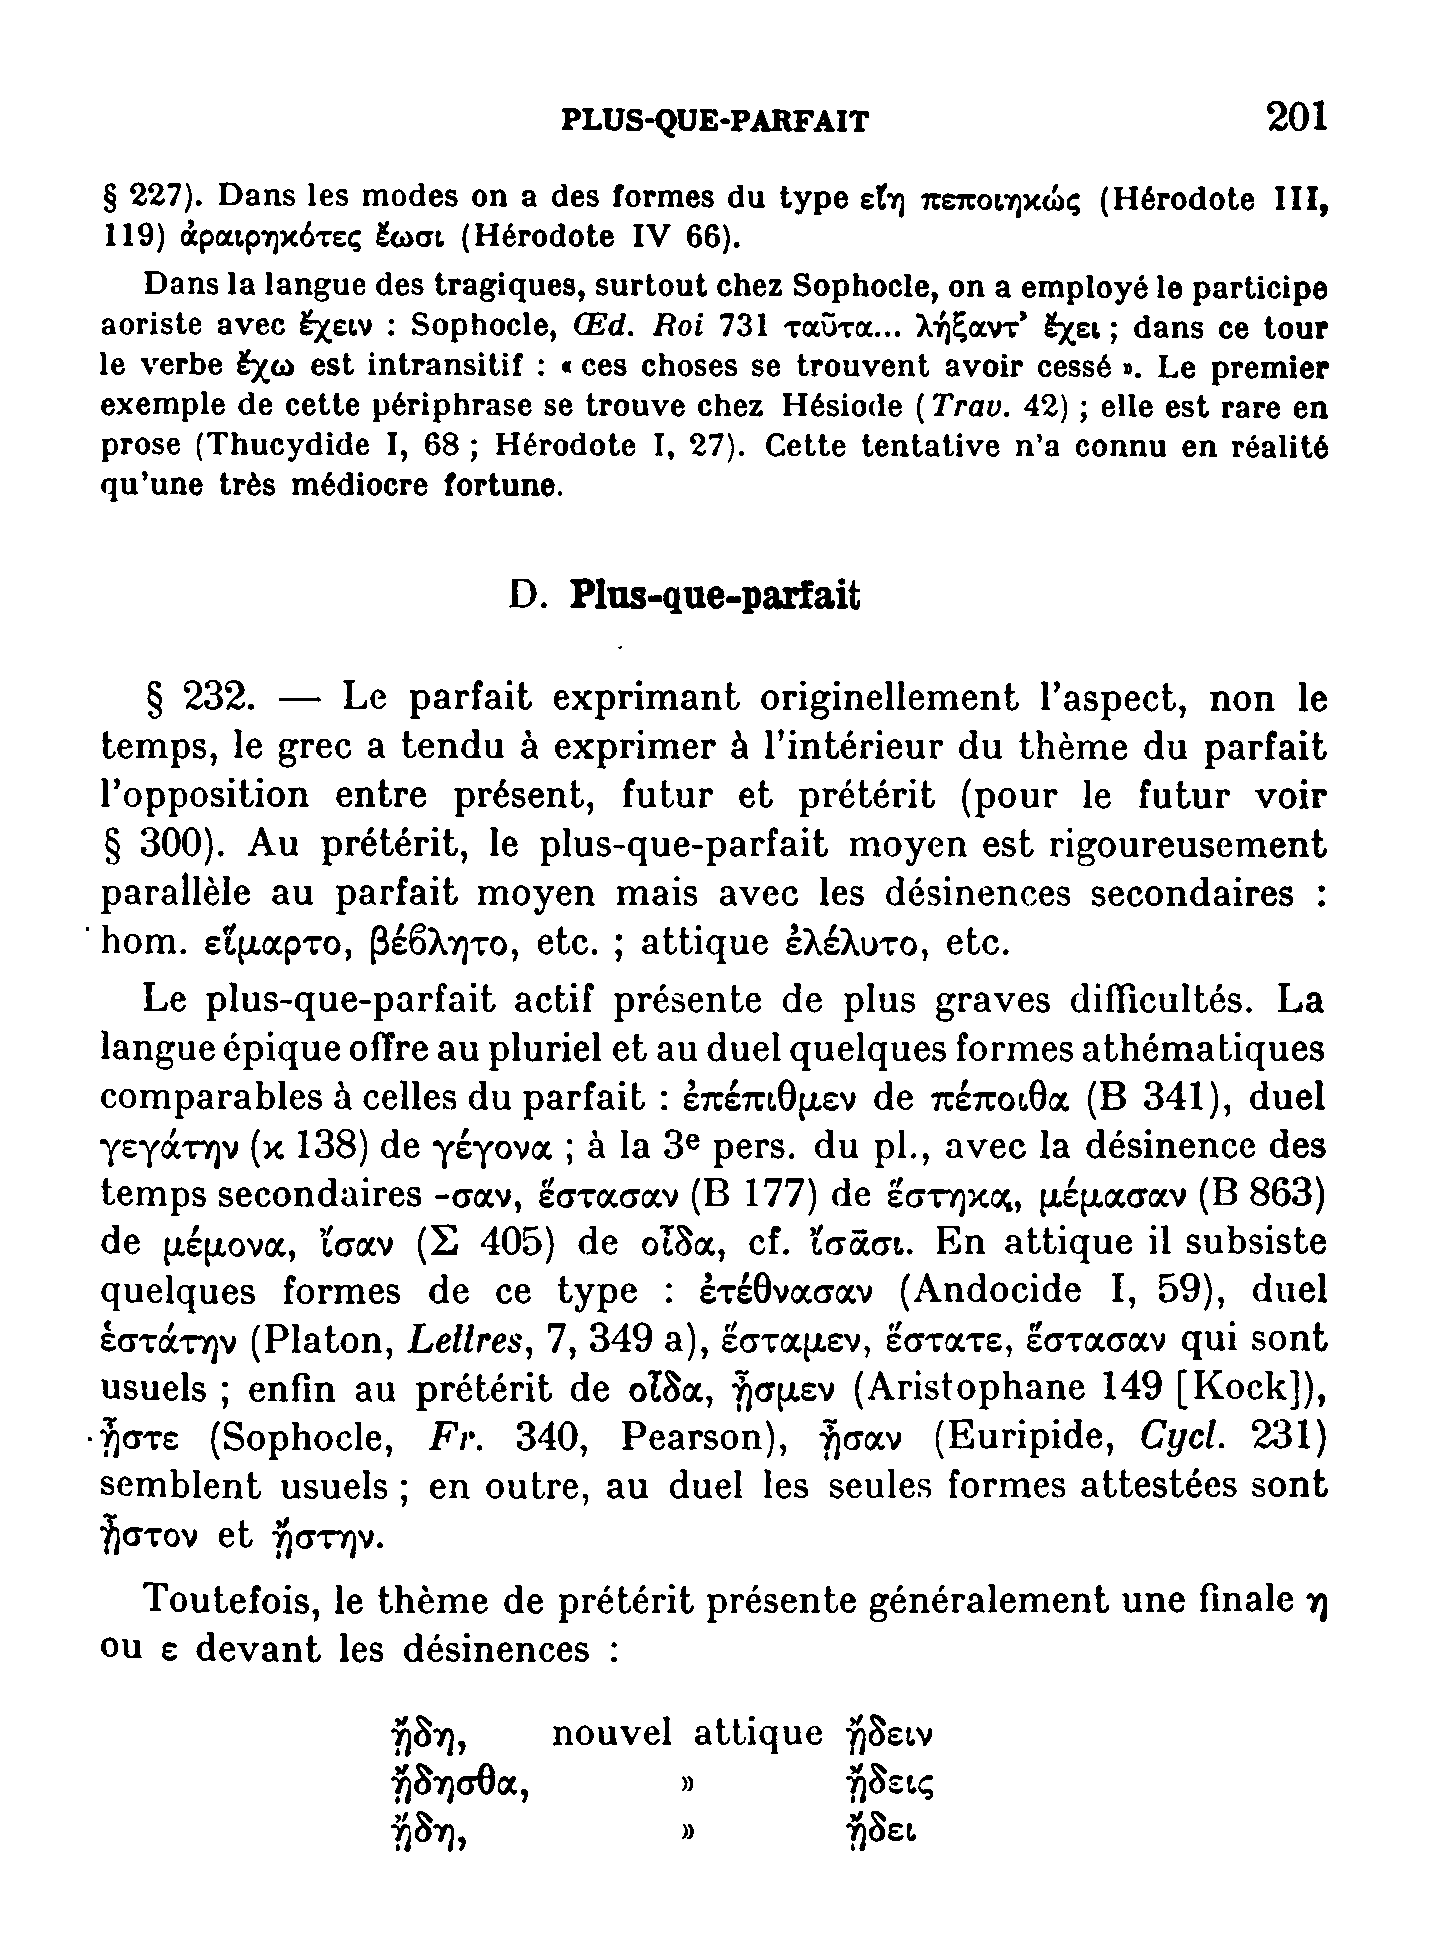 PLUS-QUE-PARFAIT 201
§ 227). Dans les modes on a des formes du type εἴη πεποιηκώς (Hérodote III,
119) ἀραιρηκότες ἔωσι (Hérodote IV 66).
Dans la langue des tragiques, surtout chez Sophocle, on a employé le participe
aoriste avec ἔχειν : Sophocle, Œd. Roi 731 ταῦτα... λήξαντ’ ἔχει ; dans ce tour
le verbe ἔχω est intransitif : « ces choses se trouvent avoir cessé ». Le premier
exemple de cette périphrase se trouve chez Hésiode (Trav. 42) ; elle est rare en
prose (Thucydide I, 68 ; Hérodote I, 27). Cette tentative n’a connu en réalité
qu’une très médiocre fortune.
D. Plus-que-parfait
§ 232. — Le parfait exprimant originellement l’aspect, non le
temps, le grec a tendu à exprimer à l’intérieur du thème du parfait
l’opposition entre présent, futur et prétérit (pour le futur voir
§ 300). Au prétérit, le plus-que-parfait moyen est rigoureusement
parallèle au parfait moyen mais avec les désinences secondaires :
hom. εἵμαρτο, βέϐλητο, etc. ; attique ἐλέλυτο, etc.
Le plus-que-parfait actif présente de plus graves difficultés. La
langue épique offre au pluriel et au duel quelques formes athématiques
comparables à celles du parfait : ἐπέπιθμεν de πέποιθα (B 341), duel
γεγάτην (κ 138) de γέγονα ; à la 3e pers. du pl., avec la désinence des
temps secondaires -σαν, ἕστασαν (B 177) de ἕστηκα, μέμασαν (B 863)
de μέμονα, ἴσαν (Σ 405) de οἶδα, cf. ἴσᾱσι. En attique il subsiste
quelques formes de ce type : ἐτέθνασαν (Andocide I, 59), duel
ἑστάτην (Platon, Lettres, 7, 349 a), ἕσταμεν, ἕστατε, ἕστασαν qui sont
usuels ; enfin au prétérit de οἶδα, ᾖσμεν (Aristophane 149 [Kock]),
ᾖστε (Sophocle, Fr. 340, Pearson), ᾖσαν (Euripide, Cycl. 231)
semblent usuels ; en outre, au duel les seules formes attestées sont
ᾖστον et ᾔστην.
Toutefois, le thème de prétérit présente généralement une finale η
ou ε devant les désinences :
ᾔδη, nouvel attique ᾔδειν
ᾔδησθα, » ᾔδεις
ᾔδη, » ᾔδει